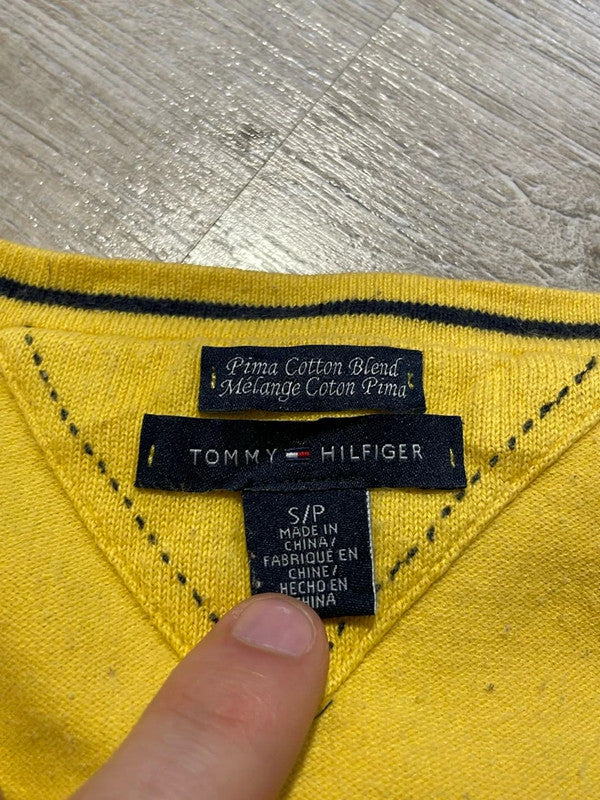 Pima Cotton Blend
Mélange Coton Pima
TOMMY HILFIGER
S/P
MADE IN
CHINA/
FABRIQUÉ EN
CHINE/
HECHO EN
CHINA